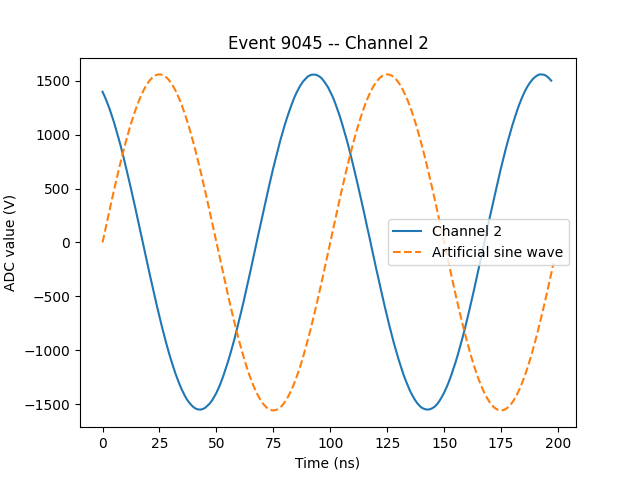 Event 9045 -- Channel 2
ADC value (V)
1500
1000
500
0
−500
−1000
−1500
Channel 2
Artificial sine wave
0 25 50 75 100 125 150 175 200
Time (ns)